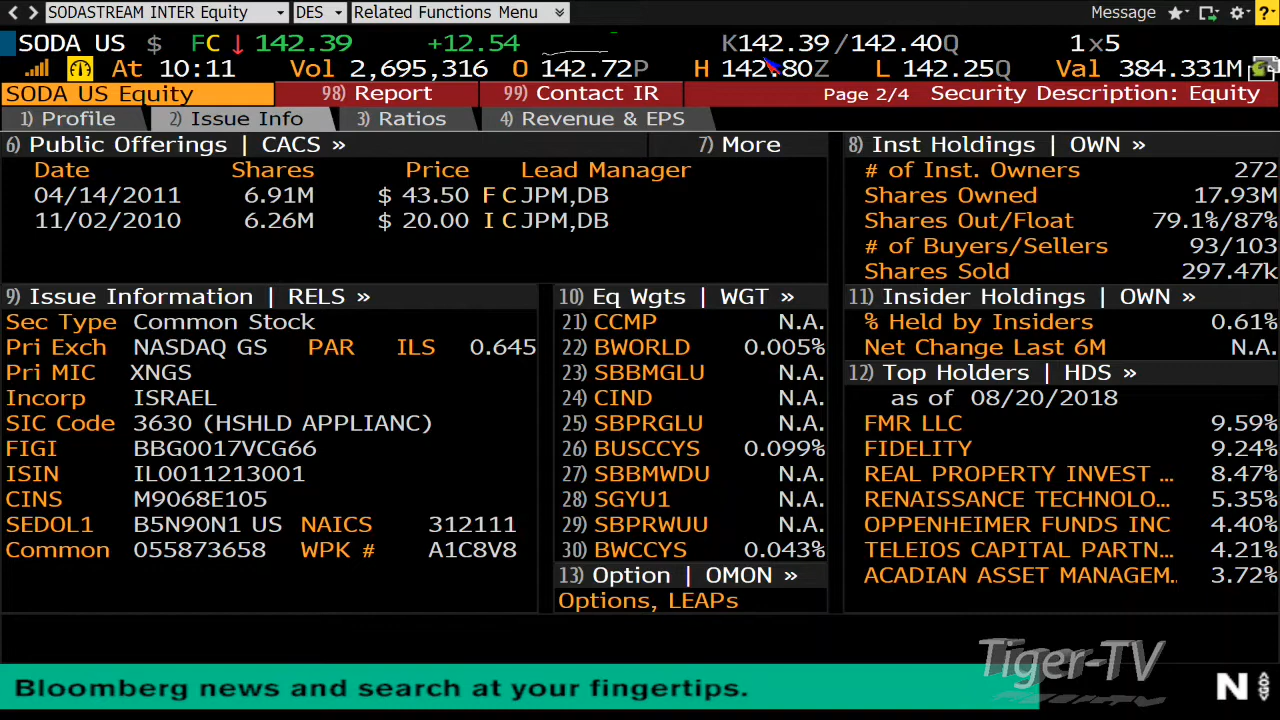 SODASTREAM INTER Equity DES Related Functions Menu Message ?
SODA US $ FC ↓ 142.39 +12.54 K142.39 /142.40Q 1x5
At 10:11 Vol 2,695,316 O 142.72P H 142.80Z L 142.25Q Val 384.331M
SODA US Equity 98) Report 99) Contact IR Page 2/4 Security Description: Equity
1) Profile 2) Issue Info 3) Ratios 4) Revenue & EPS
6) Public Offerings | CACS » 7) More
Date Shares Price Lead Manager
04/14/2011 6.91M $ 43.50 F C JPM,DB
11/02/2010 6.26M $ 20.00 I C JPM,DB
8) Inst Holdings | OWN »
# of Inst. Owners 272
Shares Owned 17.93M
Shares Out/Float 79.1%/87%
# of Buyers/Sellers 93/103
Shares Sold 297.47k
9) Issue Information | RELS »
Sec Type Common Stock
Pri Exch NASDAQ GS PAR ILS 0.645
Pri MIC XNGS
Incorp ISRAEL
SIC Code 3630 (HSHLD APPLIANC)
FIGI BBG0017VCG66
ISIN IL0011213001
CINS M9068E105
SEDOL1 B5N90N1 US NAICS 312111
Common 055873658 WPK # A1C8V8
10) Eq Wgts | WGT »
21) CCMP N.A.
22) BWORLD 0.005%
23) SBBMGLU N.A.
24) CIND N.A.
25) SBPRGLU N.A.
26) BUSCCYS 0.099%
27) SBBMWDU N.A.
28) SGYU1 N.A.
29) SBPRWUU N.A.
30) BWCCYS 0.043%
13) Option | OMON »
Options, LEAPs
11) Insider Holdings | OWN »
% Held by Insiders 0.61%
Net Change Last 6M N.A.
12) Top Holders | HDS »
as of 08/20/2018
FMR LLC 9.59%
FIDELITY 9.24%
REAL PROPERTY INVEST ... 8.47%
RENAISSANCE TECHNOLO... 5.35%
OPPENHEIMER FUNDS INC 4.40%
TELEIOS CAPITAL PARTN... 4.21%
ACADIAN ASSET MANAGEM.. 3.72%
Tiger-TV
Bloomberg news and search at your fingertips. N